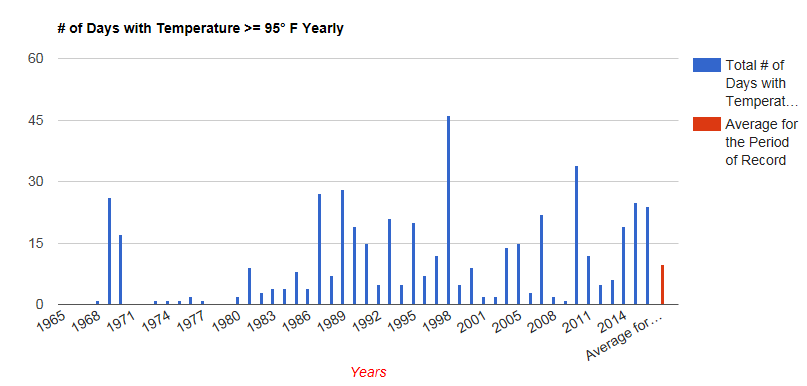 # of Days with Temperature >= 95° F Yearly
60
45
30
15
0
Total # of
Days with
Temperat...
Average for
the Period
of Record
1965
1968
1971
1974
1977
1980
1983
1986
1989
1992
1995
1998
2001
2005
2008
2011
2014
Average for...
Years